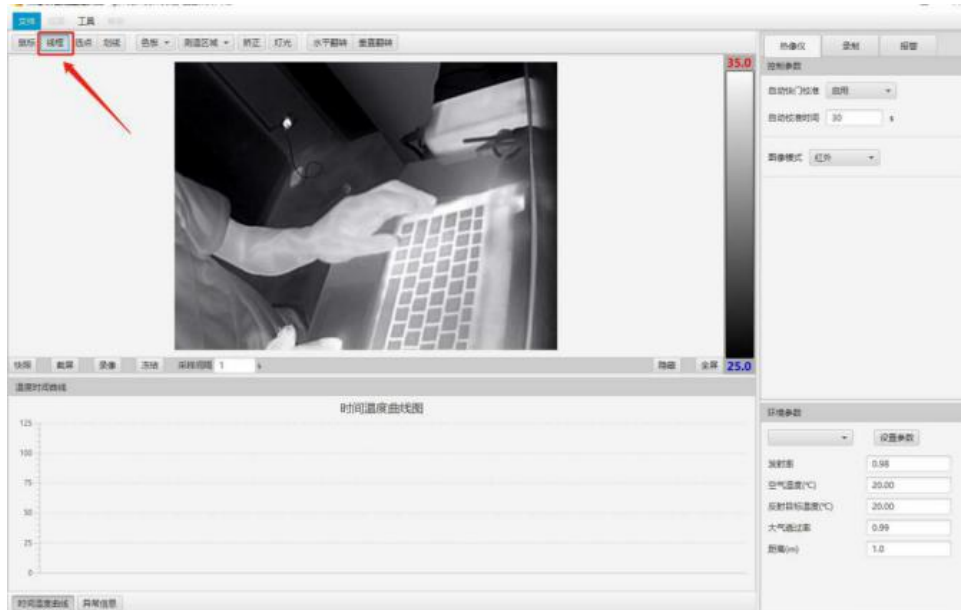 文件 工具
鼠标 线框 选点 划线 色板 测温区域 矫正 灯光 水平翻转 垂直翻转
热像仪 录制 报警
35.0
控制参数
自动快门校准 启用
自动校准时间 30 s
图像模式 红外
快照 截屏 录像 冻结 采样间隔 1 s 隐藏 全屏 25.0
温度时间曲线
时间温度曲线图
125
100
75
50
25
0
环境参数
设置参数
发射率 0.98
空气温度(℃) 20.00
反射目标温度(℃) 20.00
大气透过率 0.99
距离(m) 1.0
时间温度曲线 异常信息